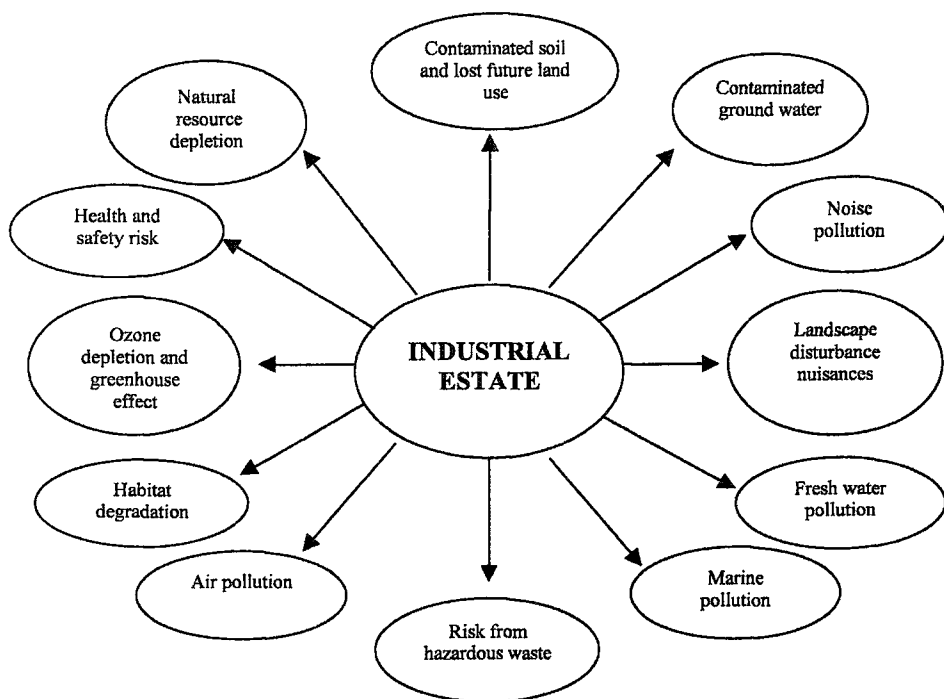 Contaminated soil
and lost future land
use
Contaminated
ground water
Natural
resource
depletion
Health and
safety risk
Noise
pollution
Ozone
depletion and
greenhouse
effect
INDUSTRIAL
ESTATE
Landscape
disturbance
nuisances
Habitat
degradation
Fresh water
pollution
Air pollution
Marine
pollution
Risk from
hazardous waste